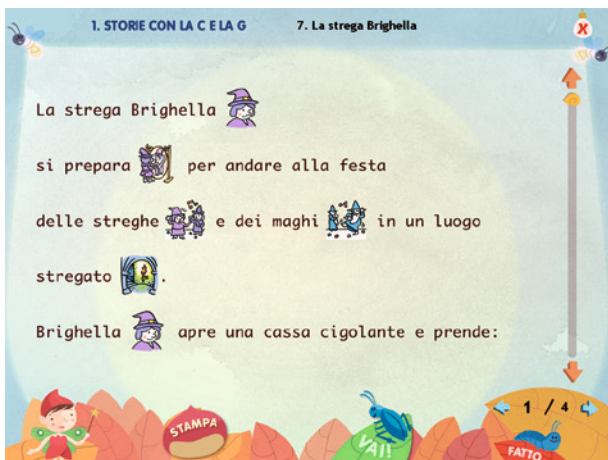 1. STORIE CON LA C E LA G
7. La strega Brighella
X
La strega Brighella
si prepara per andare alla festa
delle streghe e dei maghi in un luogo
stregato .
Brighella apre una cassa cigolante e prende:
STAMPA
VAI!
1 / 4
FATTO